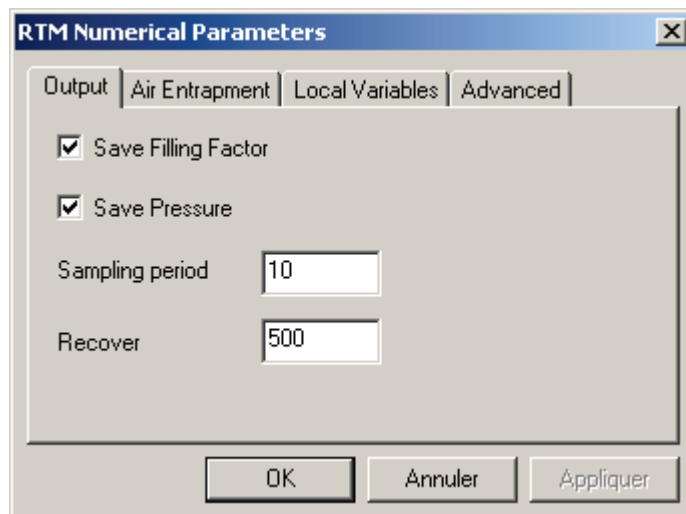 RTM Numerical Parameters
Output Air Entrapment Local Variables Advanced
Save Filling Factor
Save Pressure
Sampling period 10
Recover 500
OK Annuler Appliquer